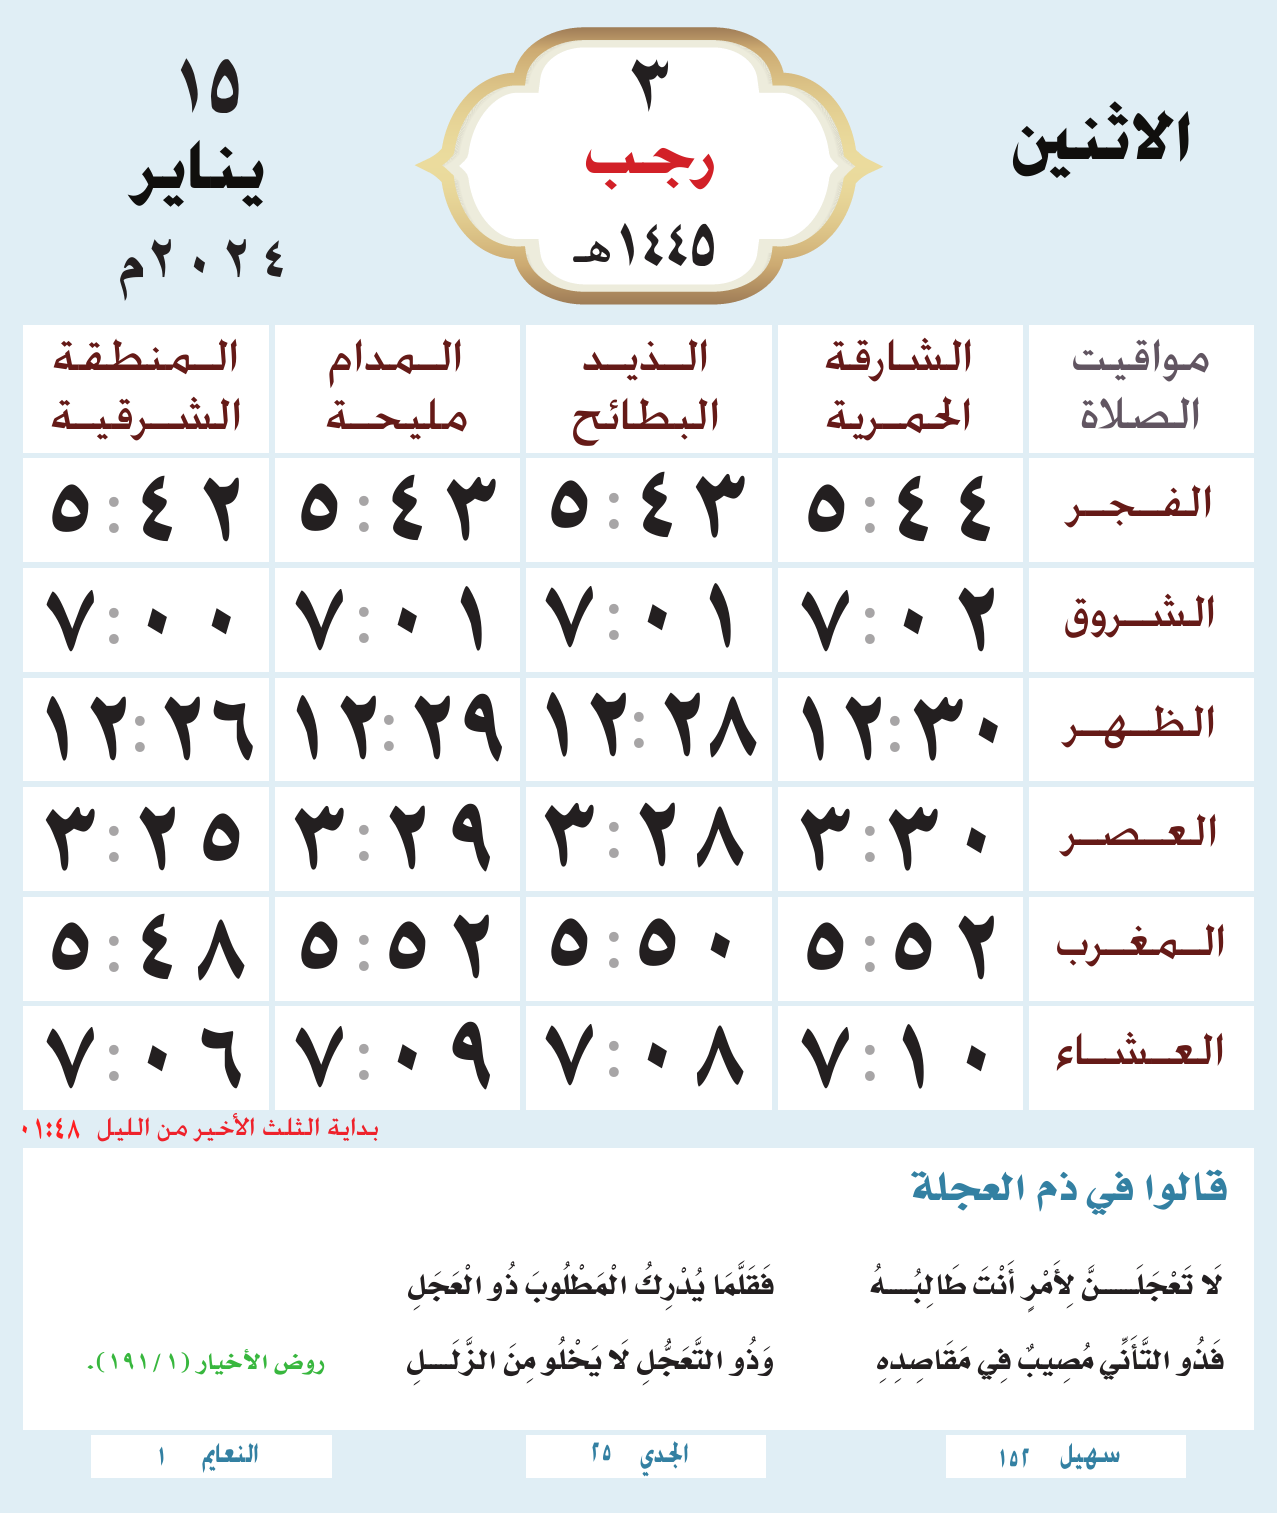 الاثنين
٣
رجب
١٤٤٥هـ
١٥
يناير
٢٠٢٤م
مواقيت الصلاة	الشارقة الحمرية	الذيد البطائح	المدام مليحة	المنطقة الشرقية
الفجر	٥:٤٤	٥:٤٣	٥:٤٣	٥:٤٢
الشروق	٧:٠٢	٧:٠١	٧:٠١	٧:٠٠
الظهر	١٢:٣٠	١٢:٢٨	١٢:٢٩	١٢:٢٦
العصر	٣:٣٠	٣:٢٨	٣:٢٩	٣:٢٥
المغرب	٥:٥٢	٥:٥٠	٥:٥٢	٥:٤٨
العشاء	٧:١٠	٧:٠٨	٧:٠٩	٧:٠٦
بداية الثلث الأخير من الليل ٠١:٤٨
قالوا في ذم العجلة
لَا تَعْجَلَنَّ لِأَمْرٍ أَنْتَ طَالِبُهُ	فَقَلَّمَا يُدْرِكُ الْمَطْلُوبَ ذُو الْعَجَلِ
فَذُو التَّأَنِّي مُصِيبٌ فِي مَقَاصِدِهِ	وَذُو التَّعَجُّلِ لَا يَخْلُو مِنَ الزَّلَلِ	روض الأخيار (١/١٩١).
سهيل ١٥٢	الجدي ٢٥	النعايم ١